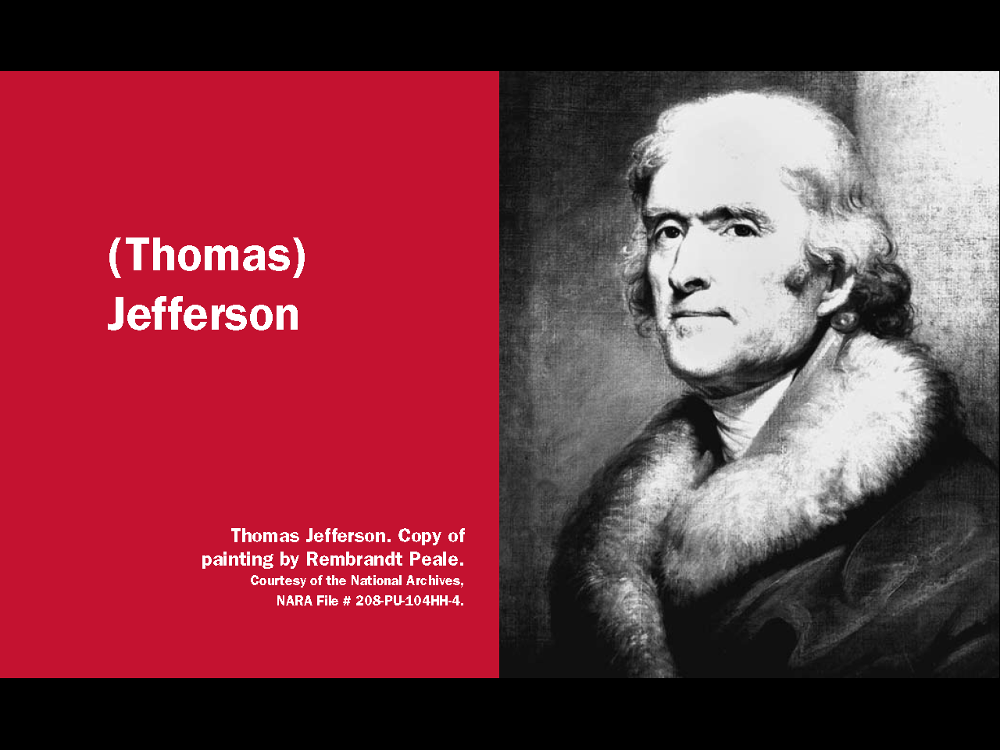 (Thomas)
Jefferson
Thomas Jefferson. Copy of
painting by Rembrandt Peale.
Courtesy of the National Archives,
NARA File # 208-PU-104HH-4.